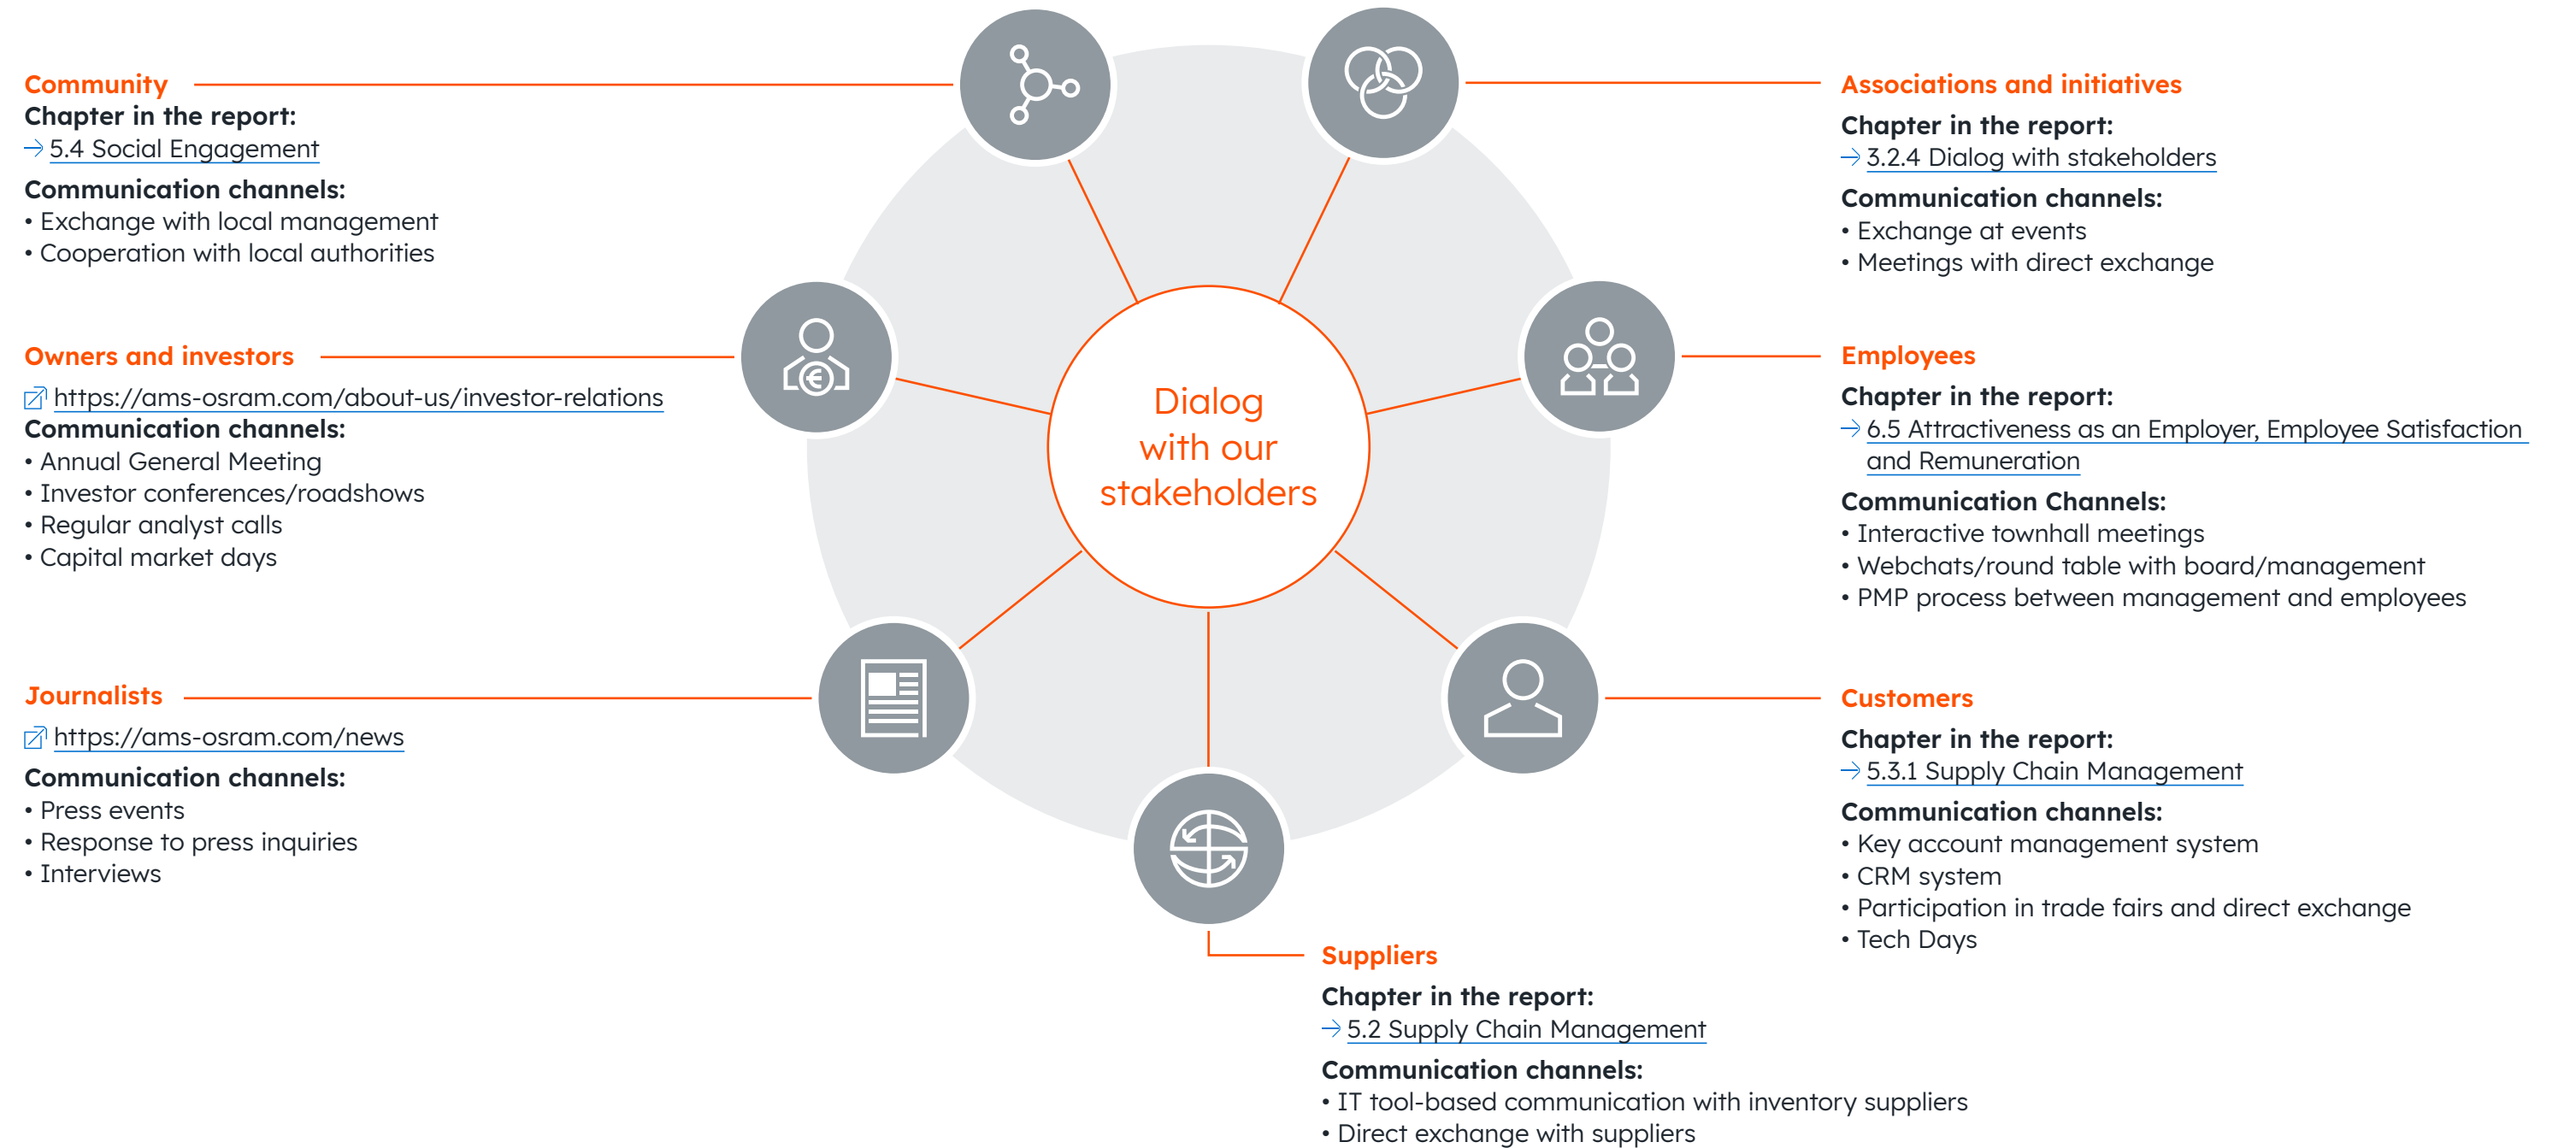 Community
Chapter in the report:
→ 5.4 Social Engagement
Communication channels:
• Exchange with local management
• Cooperation with local authorities
Owners and investors
https://ams-osram.com/about-us/investor-relations
Communication channels:
• Annual General Meeting
• Investor conferences/roadshows
• Regular analyst calls
• Capital market days
Journalists
https://ams-osram.com/news
Communication channels:
• Press events
• Response to press inquiries
• Interviews
Dialog
with our
stakeholders
Associations and initiatives
Chapter in the report:
→ 3.2.4 Dialog with stakeholders
Communication channels:
• Exchange at events
• Meetings with direct exchange
Employees
Chapter in the report:
→ 6.5 Attractiveness as an Employer, Employee Satisfaction
and Remuneration
Communication Channels:
• Interactive townhall meetings
• Webchats/round table with board/management
• PMP process between management and employees
Customers
Chapter in the report:
→ 5.3.1 Supply Chain Management
Communication channels:
• Key account management system
• CRM system
• Participation in trade fairs and direct exchange
• Tech Days
Suppliers
Chapter in the report:
→ 5.2 Supply Chain Management
Communication channels:
• IT tool-based communication with inventory suppliers
• Direct exchange with suppliers